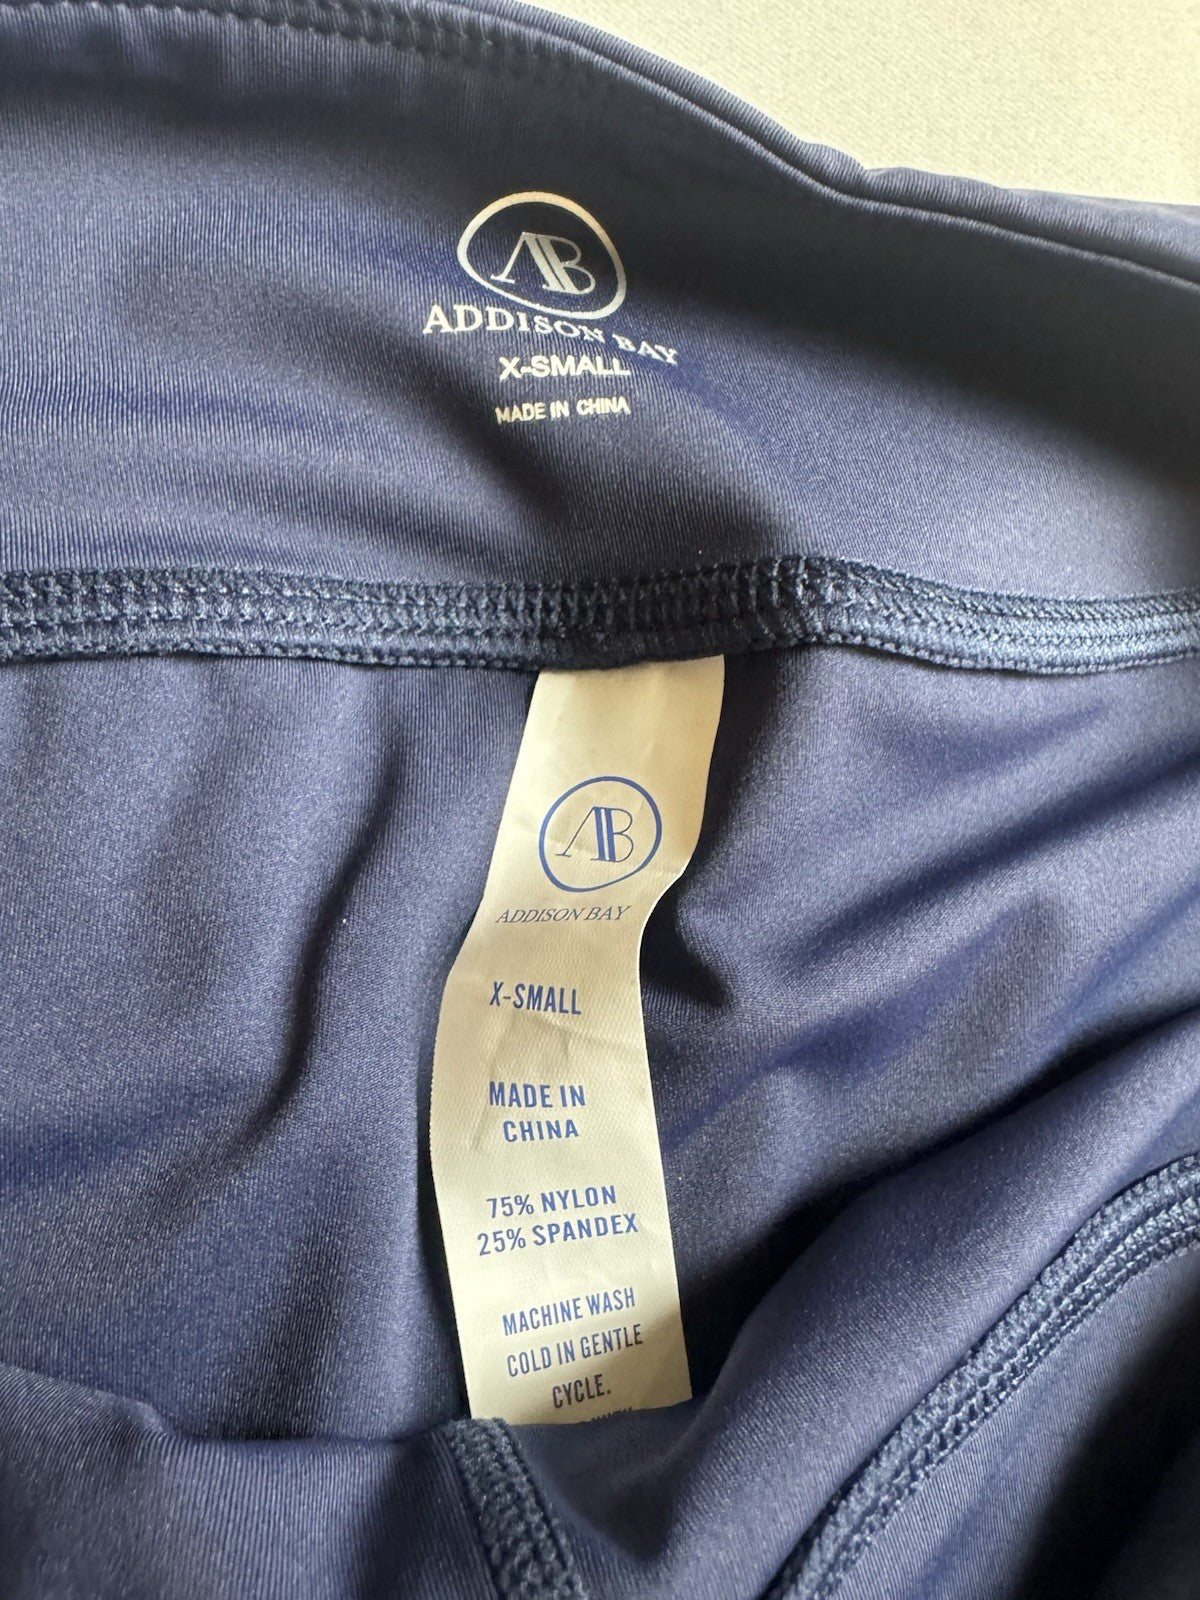 AB
ADDISON BAY
X-SMALL
MADE IN CHINA
AB
ADDISON BAY
X-SMALL
MADE IN
CHINA
75% NYLON
25% SPANDEX
MACHINE WASH
COLD IN GENTLE
CYCLE.